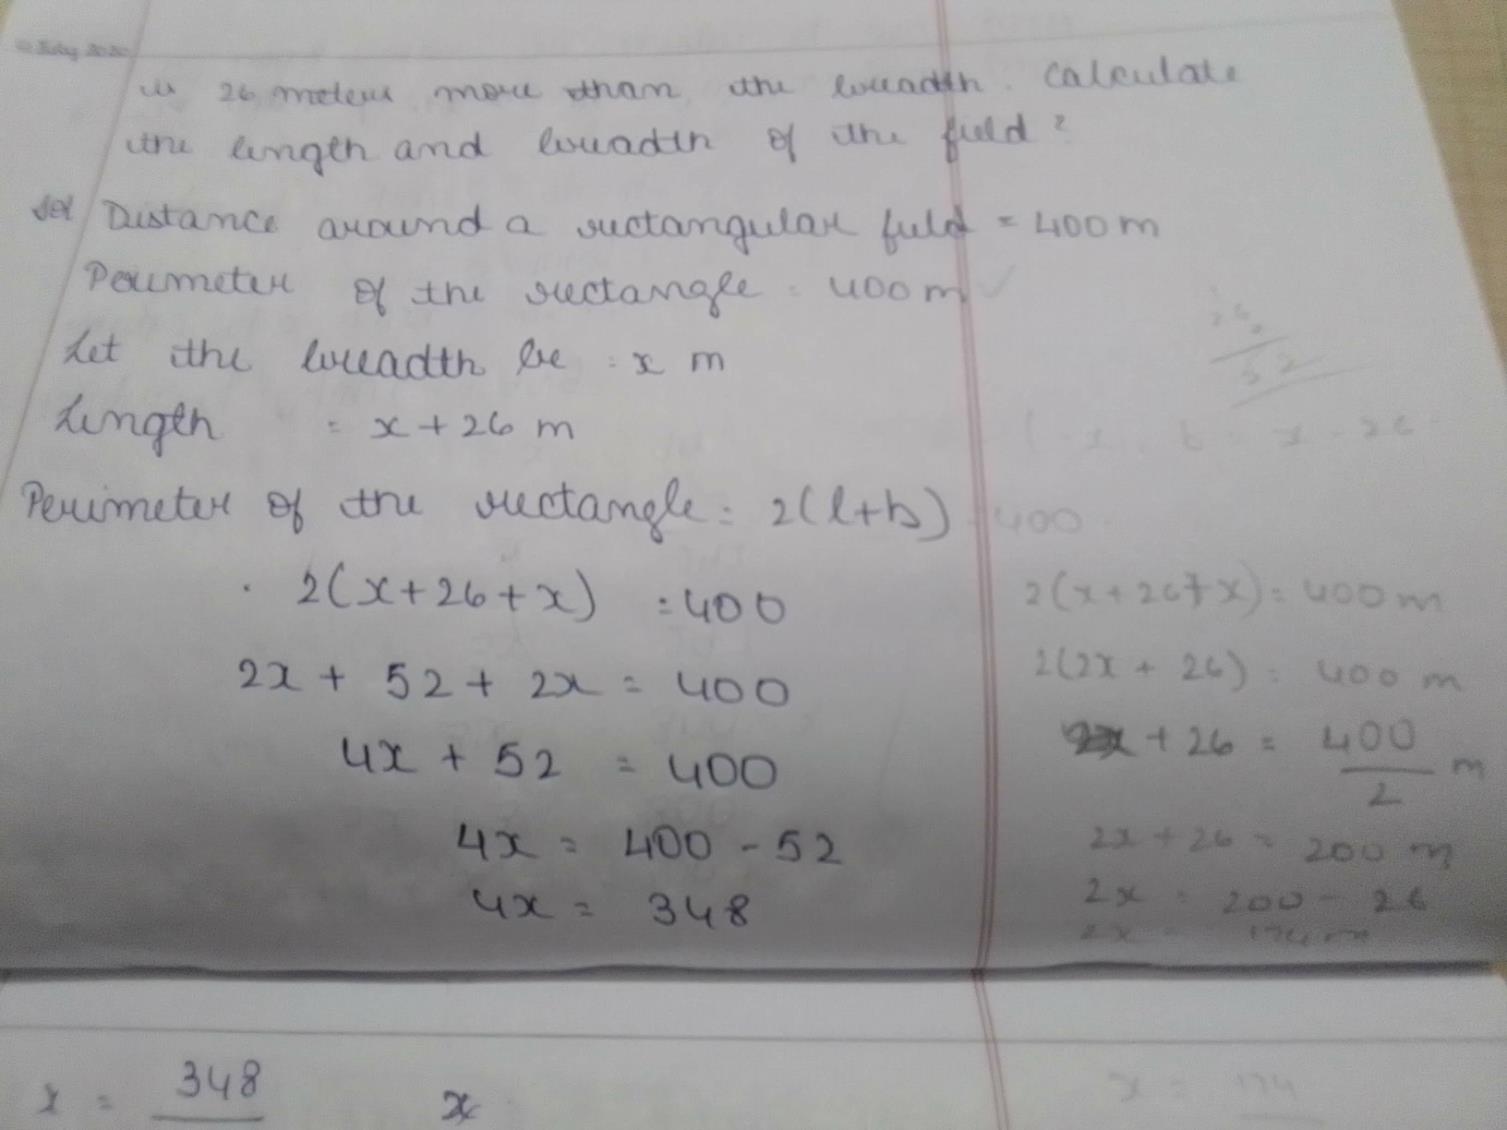 is 26 meters more than the breadth. Calculate
the length and breadth of the field?
Sol Distance around a rectangular field = 400 m
Perimeter of the rectangle = 400 m
Let the breadth be = x m
Length = x + 26 m
Perimeter of the rectangle = 2(l+b)
2(x+26+x) = 400
2x + 52 + 2x = 400
4x + 52 = 400
4x = 400 - 52
4x = 348
x = 348
x
26
52
x b = x - 26
400
2(x+26+x) = 400 m
2(2x + 26) = 400 m
2x + 26 = 400 m
2
2x + 26 = 200 m
2x = 200 - 26
2x = 174 m
x = 174